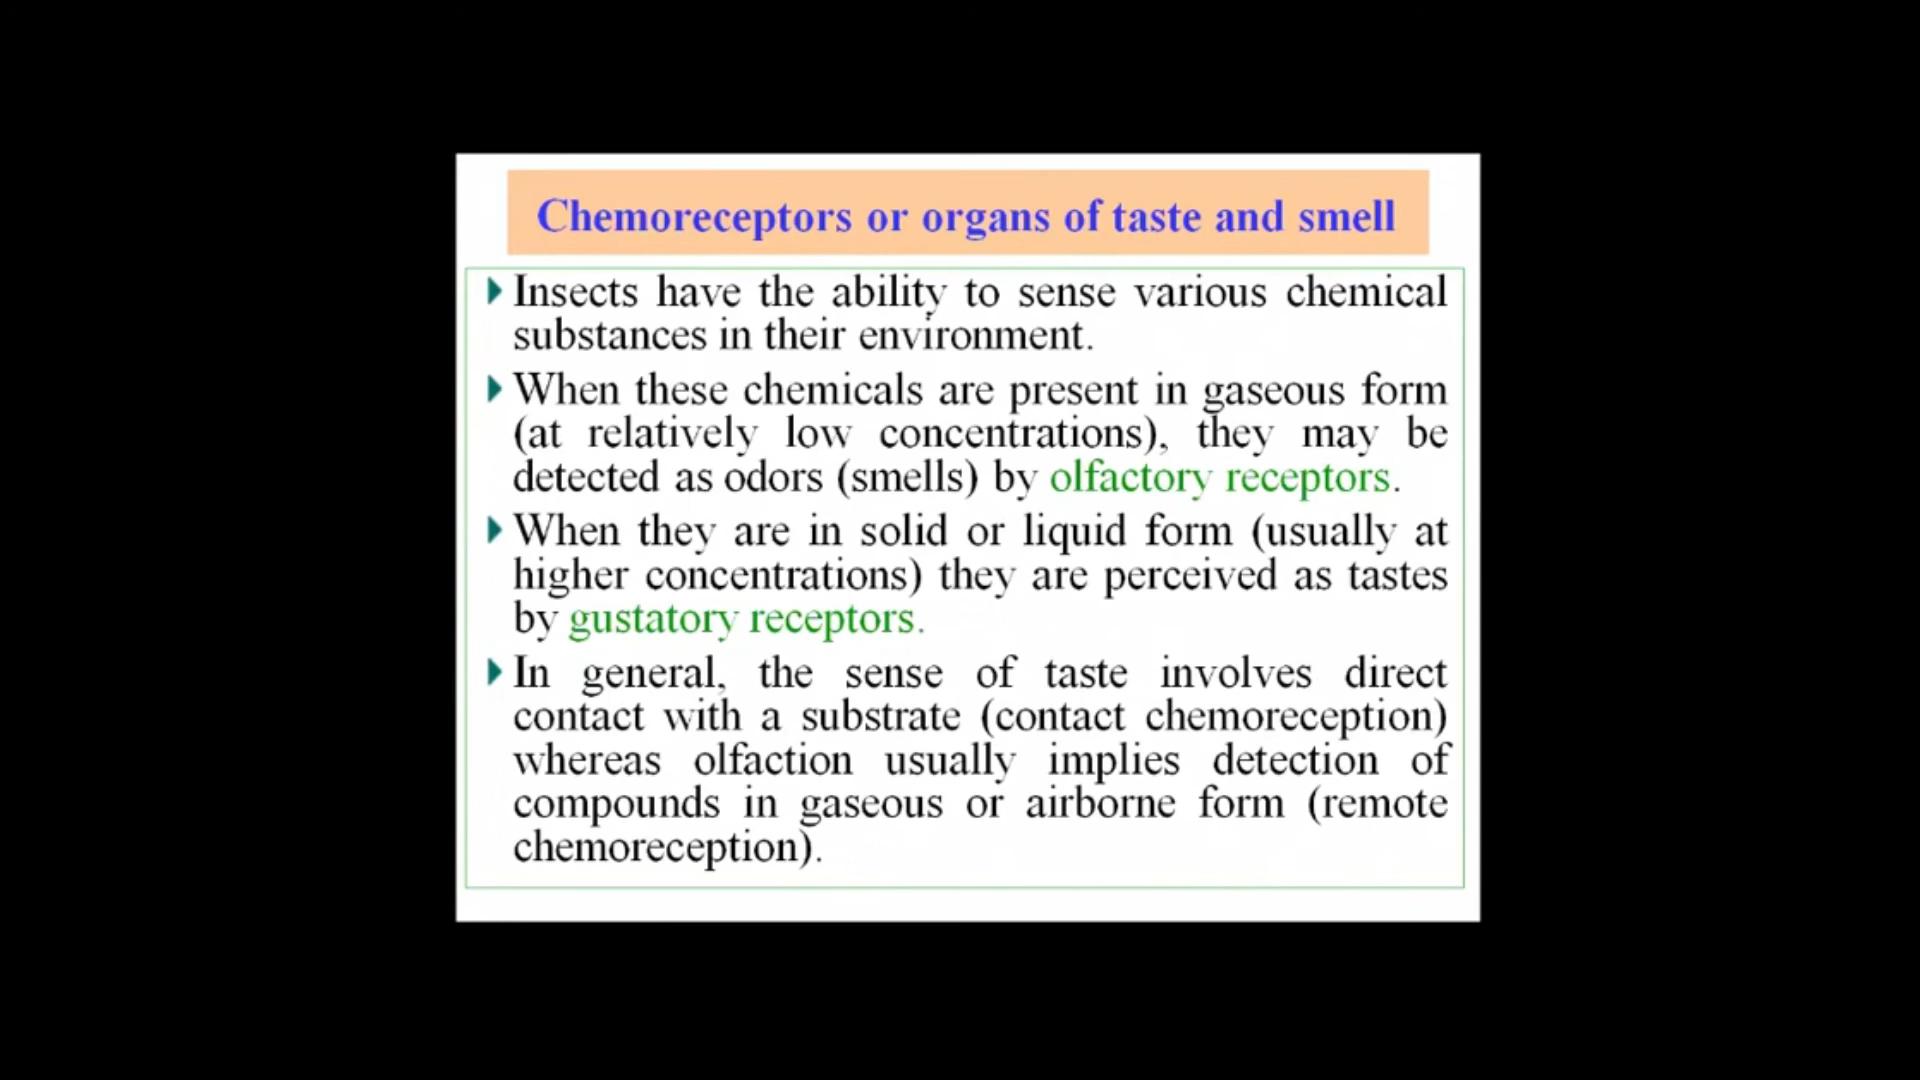 Chemoreceptors or organs of taste and smell
Insects have the ability to sense various chemical
substances in their environment.
When these chemicals are present in gaseous form
(at relatively low concentrations), they may be
detected as odors (smells) by olfactory receptors.
When they are in solid or liquid form (usually at
higher concentrations) they are perceived as tastes
by gustatory receptors.
In general, the sense of taste involves direct
contact with a substrate (contact chemoreception)
whereas olfaction usually implies detection of
compounds in gaseous or airborne form (remote
chemoreception).